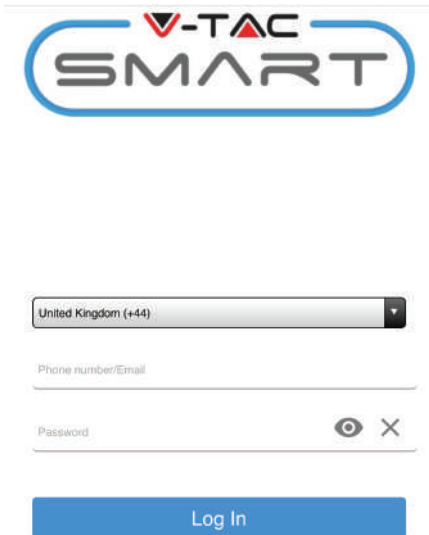 V-TAC
SMART
United Kingdom (+44)
Phone number/Email
Password
Log In